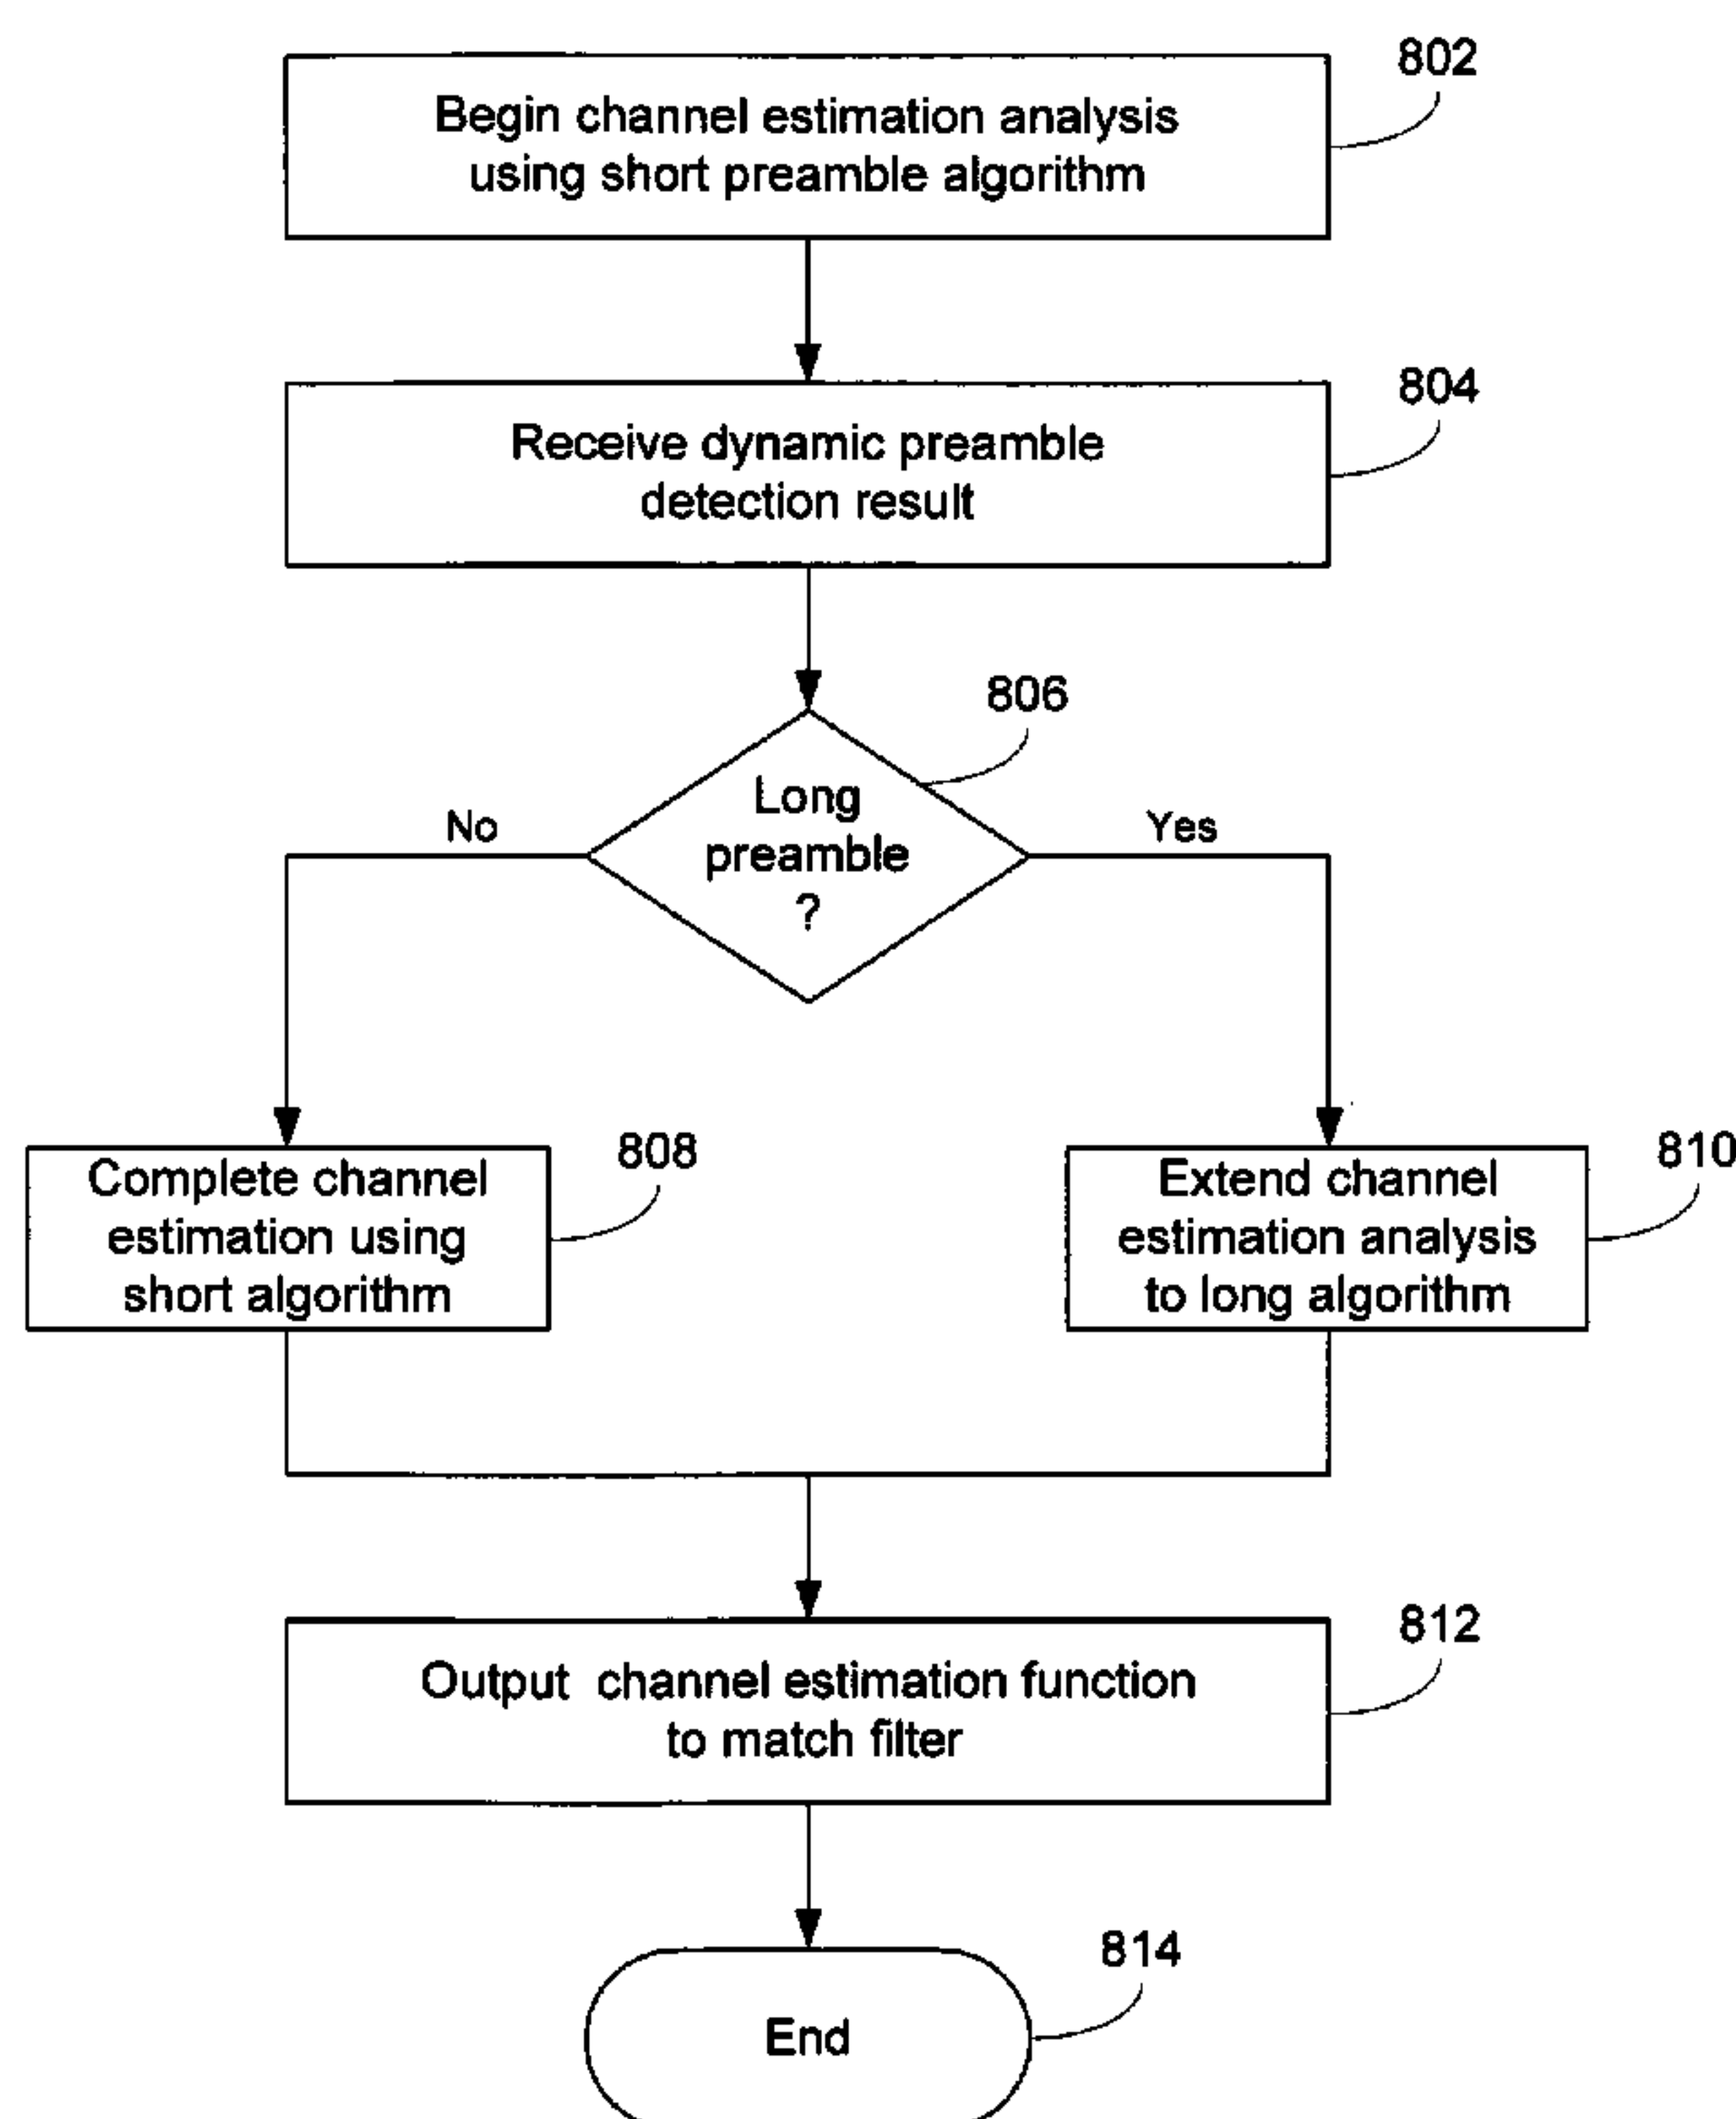 802
Begin channel estimation analysis
using short preamble algorithm
804
Receive dynamic preamble
detection result
806
Long
preamble
?
No
Yes
808
Complete channel
estimation using
short algorithm
810
Extend channel
estimation analysis
to long algorithm
812
Output channel estimation function
to match filter
814
End